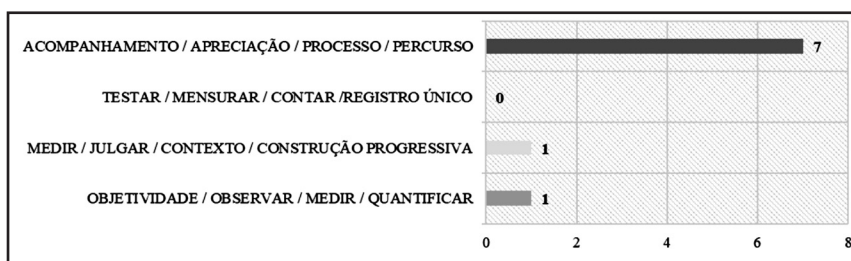 ACOMPANHAMENTO / APRECIAÇÃO / PROCESSO / PERCURSO 7
TESTAR / MENSURAR / CONTAR /REGISTRO ÚNICO 0
MEDIR / JULGAR / CONTEXTO / CONSTRUÇÃO PROGRESSIVA 1
OBJETIVIDADE / OBSERVAR / MEDIR / QUANTIFICAR 1
0 2 4 6 8